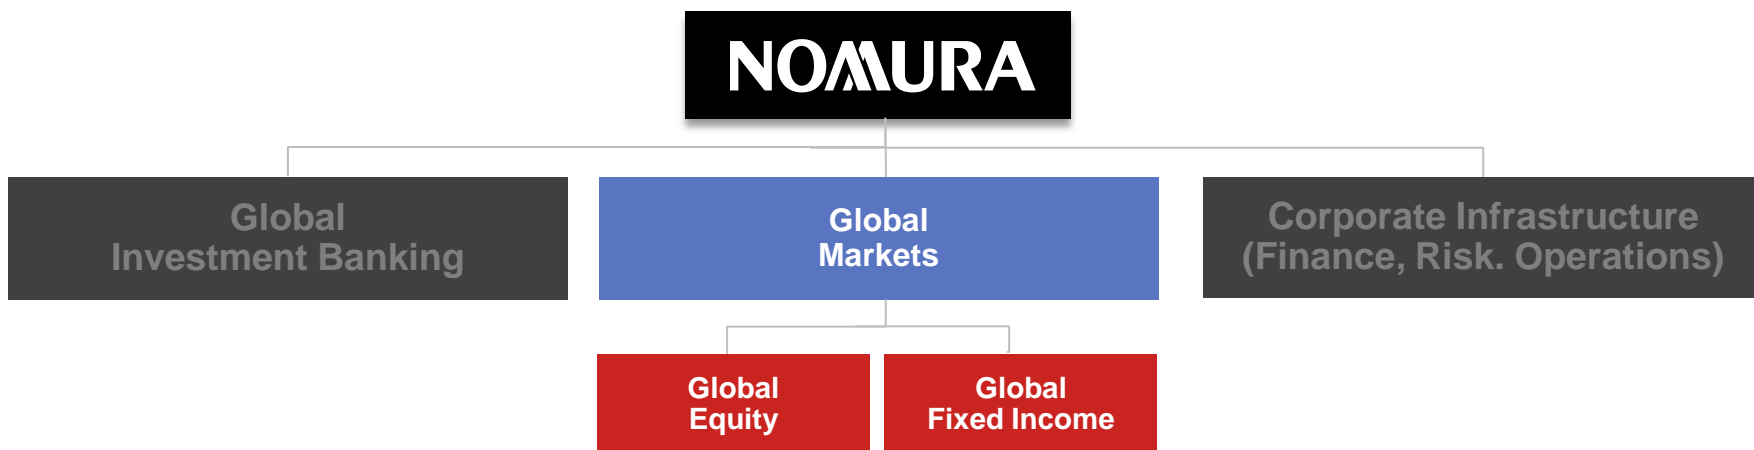 NOMURA
Global
Investment Banking
Global
Markets
Corporate Infrastructure
(Finance, Risk. Operations)
Global
Equity
Global
Fixed Income